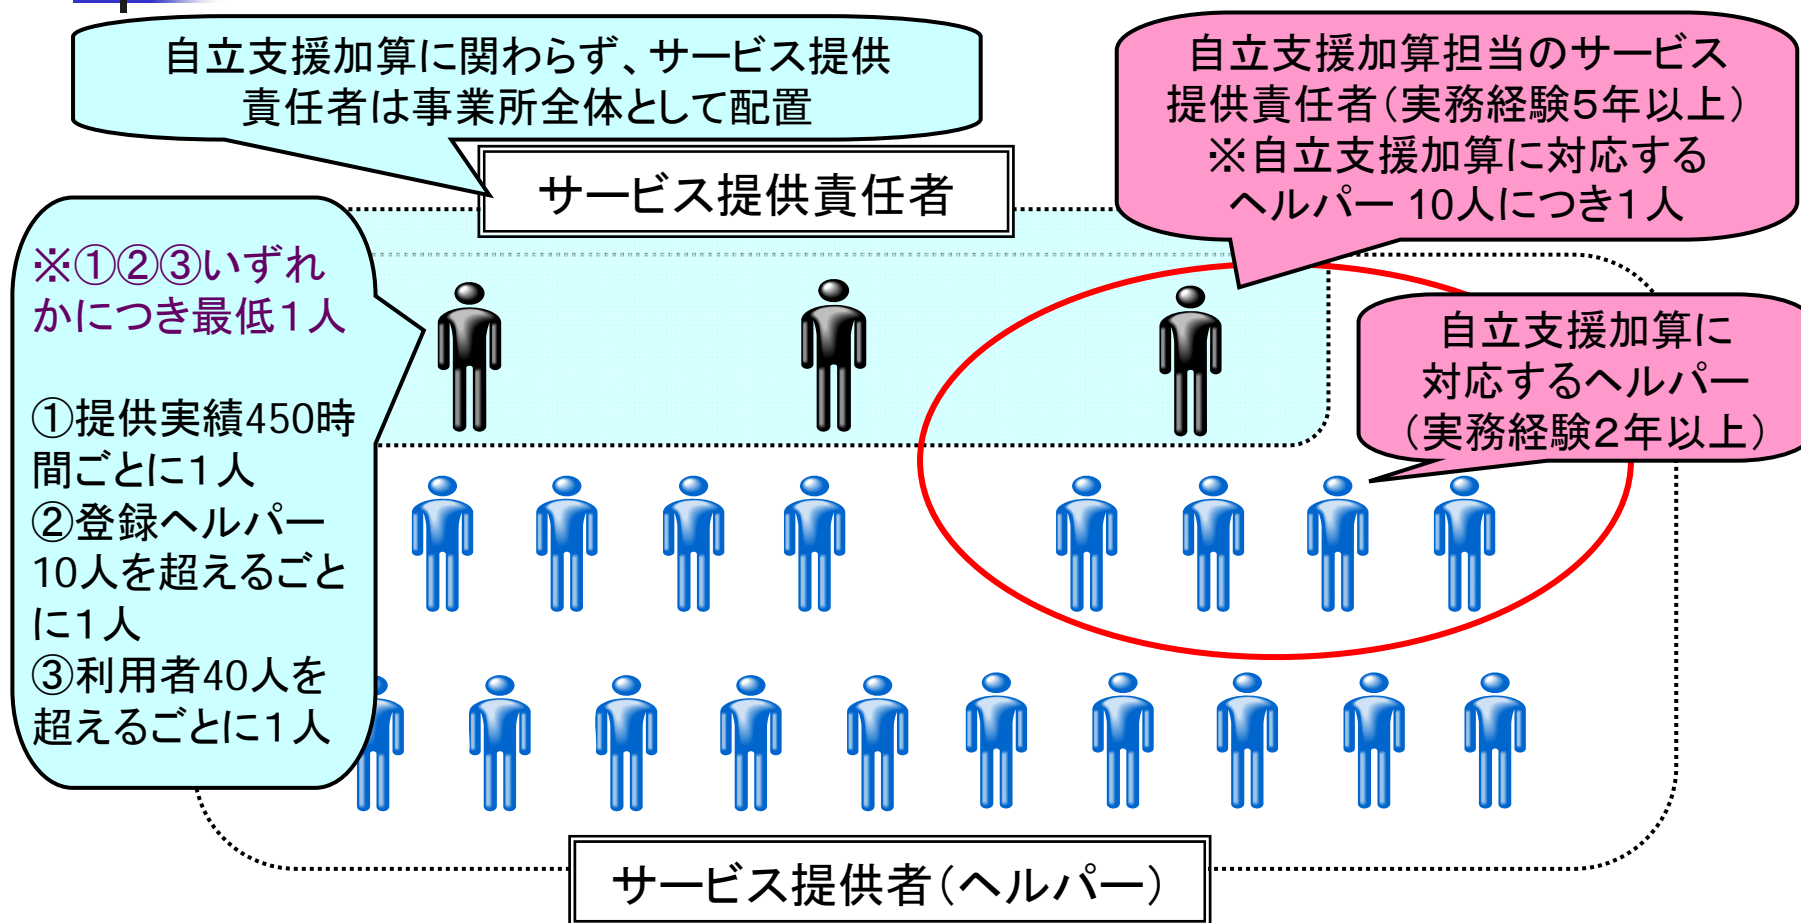 自立支援加算に関わらず、サービス提供
責任者は事業所全体として配置
自立支援加算担当のサービス
提供責任者(実務経験5年以上)
※自立支援加算に対応する
ヘルパー 10人につき1人
サービス提供責任者
※①②③いずれ
かにつき最低1人
①提供実績450時
間ごとに1人
②登録ヘルパー
10人を超えるごと
に1人
③利用者40人を
超えるごとに1人
自立支援加算に
対応するヘルパー
(実務経験2年以上)
サービス提供者(ヘルパー)